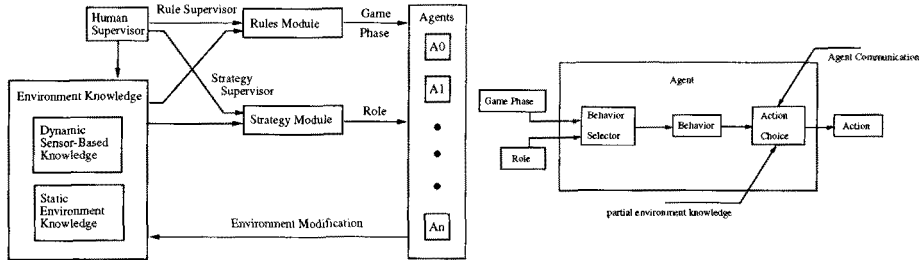 Human
Supervisor
Rule Supervisor
Rules Module
Game
Phase
Agents
A0
A1
Strategy
Supervisor
Environment Knowledge
Dynamic
Sensor-Based
Knowledge
Strategy Module
Role
Static
Environment
Knowledge
Environment Modification
An
Agent Communication
Agent
Game Phase
Role
Behavior
Selector
Behavior
Action
Choice
Action
partial environment knowledge